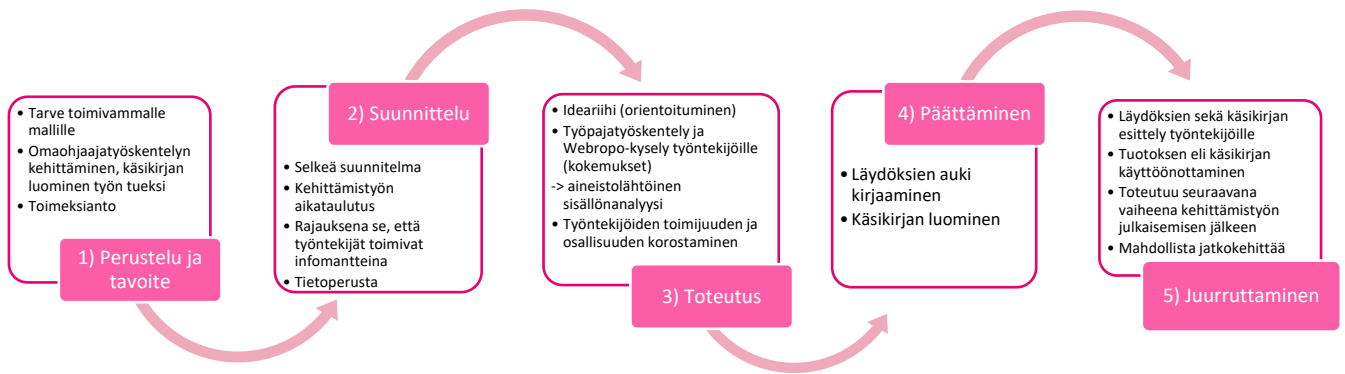 • Tarve toimivammalle
mallille
• Omaohjaajatyöskentelyn
kehittäminen, käsikirjan
luominen työn tueksi
• Toimeksianto
1) Perustelu ja
tavoite
2) Suunnittelu
• Selkeä suunnitelma
• Kehittämistyön
aikataulutus
• Rajauksena se, että
työntekijät toimivat
infomantteina
• Tietoperusta
• Ideariihi (orientoituminen)
• Työpajatyöskentely ja
Webropo-kysely työntekijöille
(kokemukset)
-> aineistolähtöinen
sisällönanalyysi
• Työntekijöiden toimijuuden ja
osallisuuden korostaminen
3) Toteutus
4) Päättäminen
• Läydöksien auki
kirjaaminen
• Käsikirjan luominen
• Läydöksien sekä käsikirjan
esittely työntekijöille
• Tuotoksen eli käsikirjan
käyttöönottaminen
• Toteutuu seuraavana
vaiheena kehittämistyön
julkaisemisen jälkeen
• Mahdollista jatkokehittää
5) Juurruttaminen